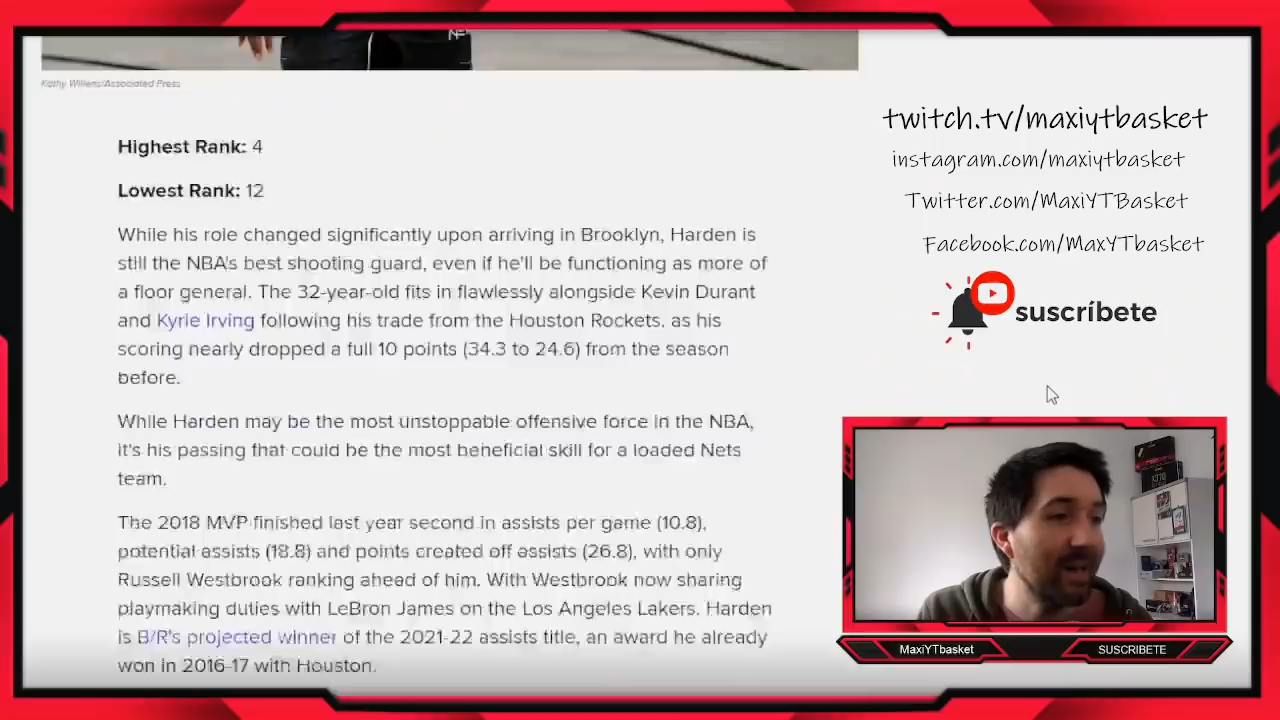 Kathy Willens/Associated Press
Highest Rank: 4
Lowest Rank: 12
While his role changed significantly upon arriving in Brooklyn, Harden is
still the NBA's best shooting guard, even if he'll be functioning as more of
a floor general. The 32-year-old fits in flawlessly alongside Kevin Durant
and Kyrie Irving following his trade from the Houston Rockets, as his
scoring nearly dropped a full 10 points (34.3 to 24.6) from the season
before.
While Harden may be the most unstoppable offensive force in the NBA,
it's his passing that could be the most beneficial skill for a loaded Nets
team.
The 2018 MVP finished last year second in assists per game (10.8),
potential assists (18.8) and points created off assists (26.8), with only
Russell Westbrook ranking ahead of him. With Westbrook now sharing
playmaking duties with LeBron James on the Los Angeles Lakers, Harden
is B/R's projected winner of the 2021-22 assists title, an award he already
won in 2016-17 with Houston.
twitch.tv/maxiytbasket
instagram.com/maxiytbasket
Twitter.com/MaxiYTBasket
Facebook.com/MaxYTbasket
suscríbete
MaxiYTbasket
SUSCRIBETE